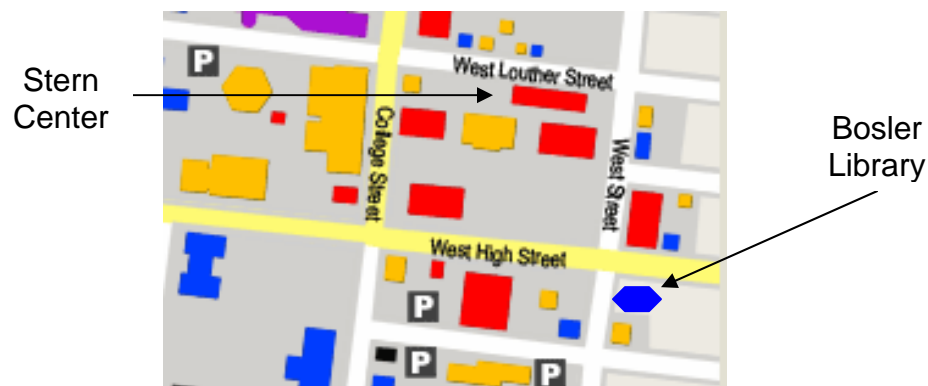 P
West Louther Street
Stern
Center
College Street
Bosler
Library
West Street
West High Street
P
P
P